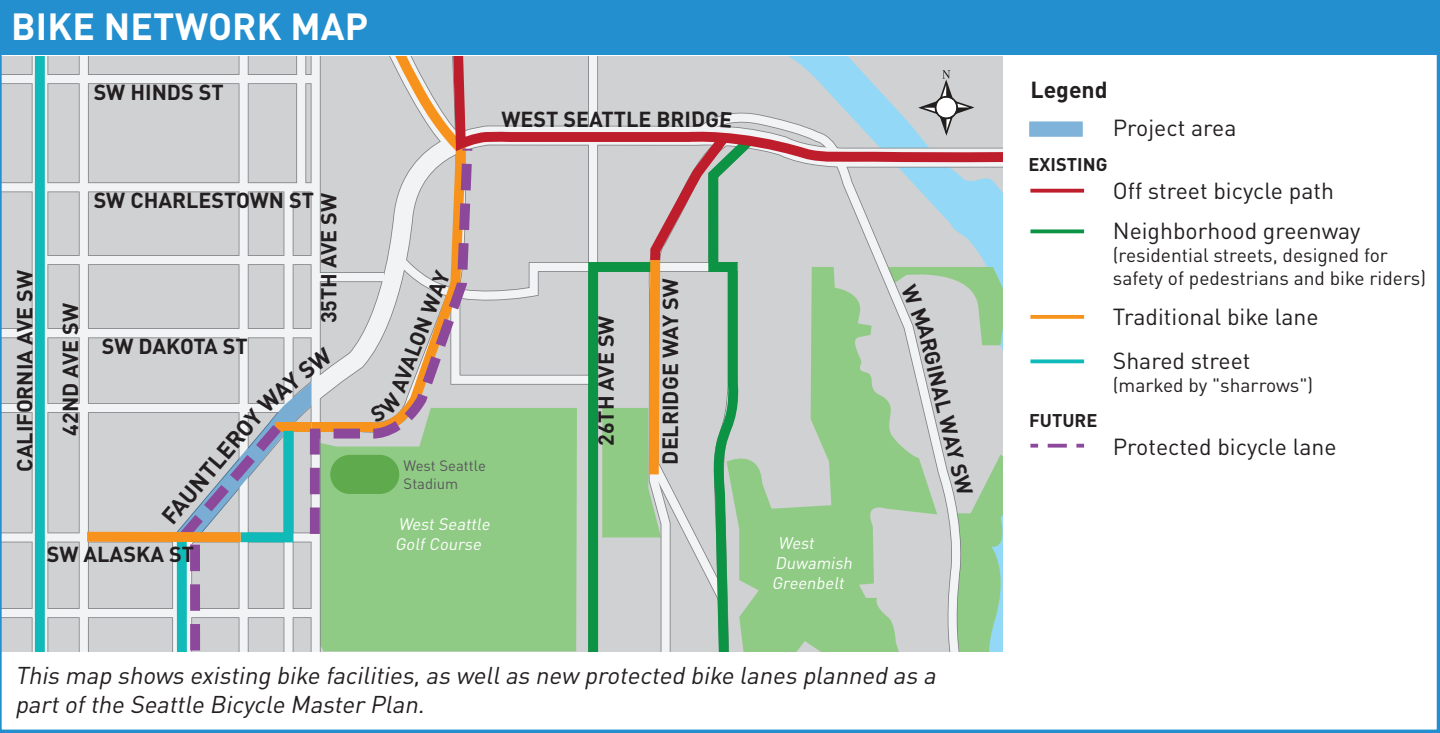 BIKE NETWORK MAP
SW HINDS ST
WEST SEATTLE BRIDGE
N
SW CHARLESTOWN ST
35TH AVE SW
CALIFORNIA AVE SW
42ND AVE SW
SW DAKOTA ST
FAUNTLEROY WAY SW
SW AVALON WAY
26TH AVE SW
DELRIDGE WAY SW
W MARGINAL WAY SW
West Seattle
Stadium
West Seattle
Golf Course
West
Duwamish
Greenbelt
SW ALASKA ST
Legend
Project area
EXISTING
Off street bicycle path
Neighborhood greenway
(residential streets, designed for
safety of pedestrians and bike riders)
Traditional bike lane
Shared street
(marked by "sharrows")
FUTURE
Protected bicycle lane
This map shows existing bike facilities, as well as new protected bike lanes planned as a
part of the Seattle Bicycle Master Plan.